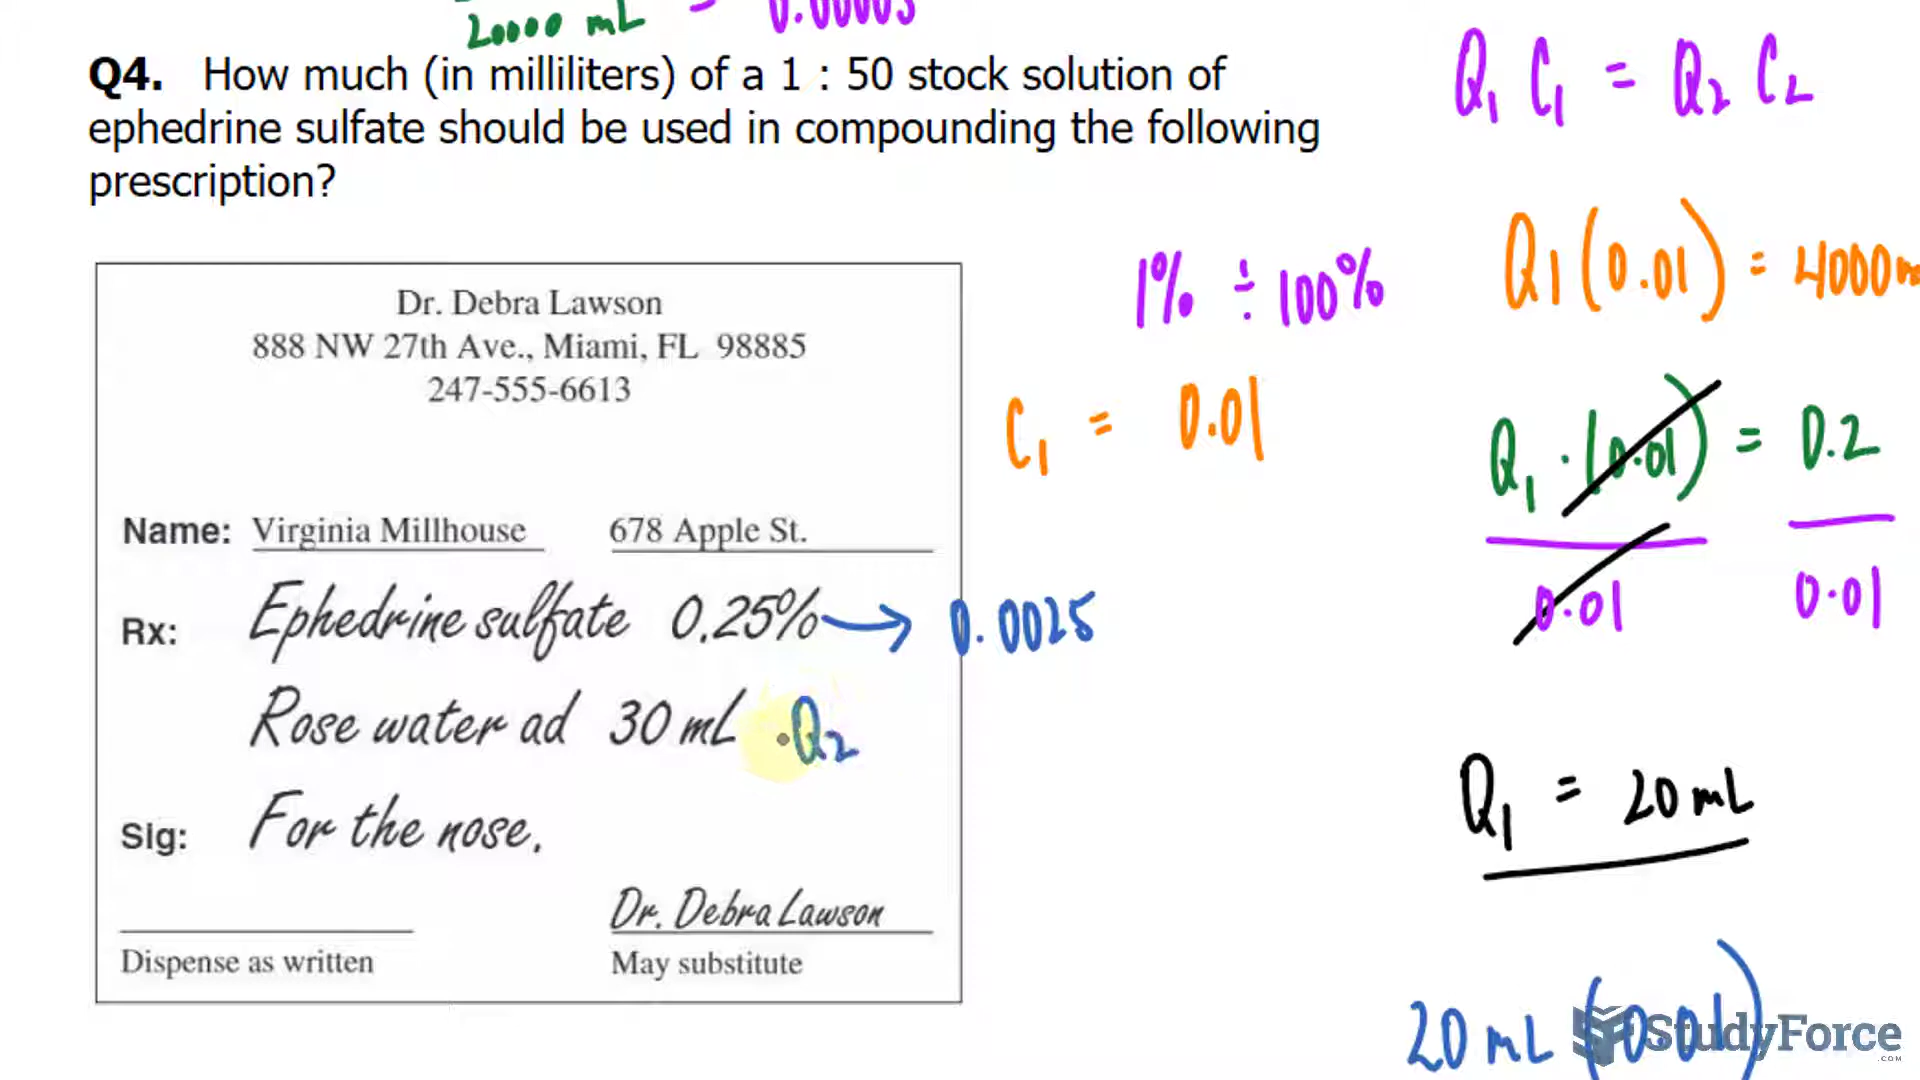 20000 mL = 0.00005
Q4. How much (in milliliters) of a 1 : 50 stock solution of
ephedrine sulfate should be used in compounding the following
prescription?
Dr. Debra Lawson
888 NW 27th Ave., Miami, FL 98885
247-555-6613
Name: Virginia Millhouse 678 Apple St.
Rx: Ephedrine sulfate 0.25% → 0.0025
Rose water ad 30 mL · Q2
Sig: For the nose.
Dr. Debra Lawson
Dispense as written May substitute
1% ÷ 100%
C1 = 0.01
Q1 C1 = Q2 C2
Q1 (0.01) = 4000
Q1 · (0.01) = 0.2
0.01 0.01
Q1 = 20 mL
20 mL (0.01)
StudyForce
.COM